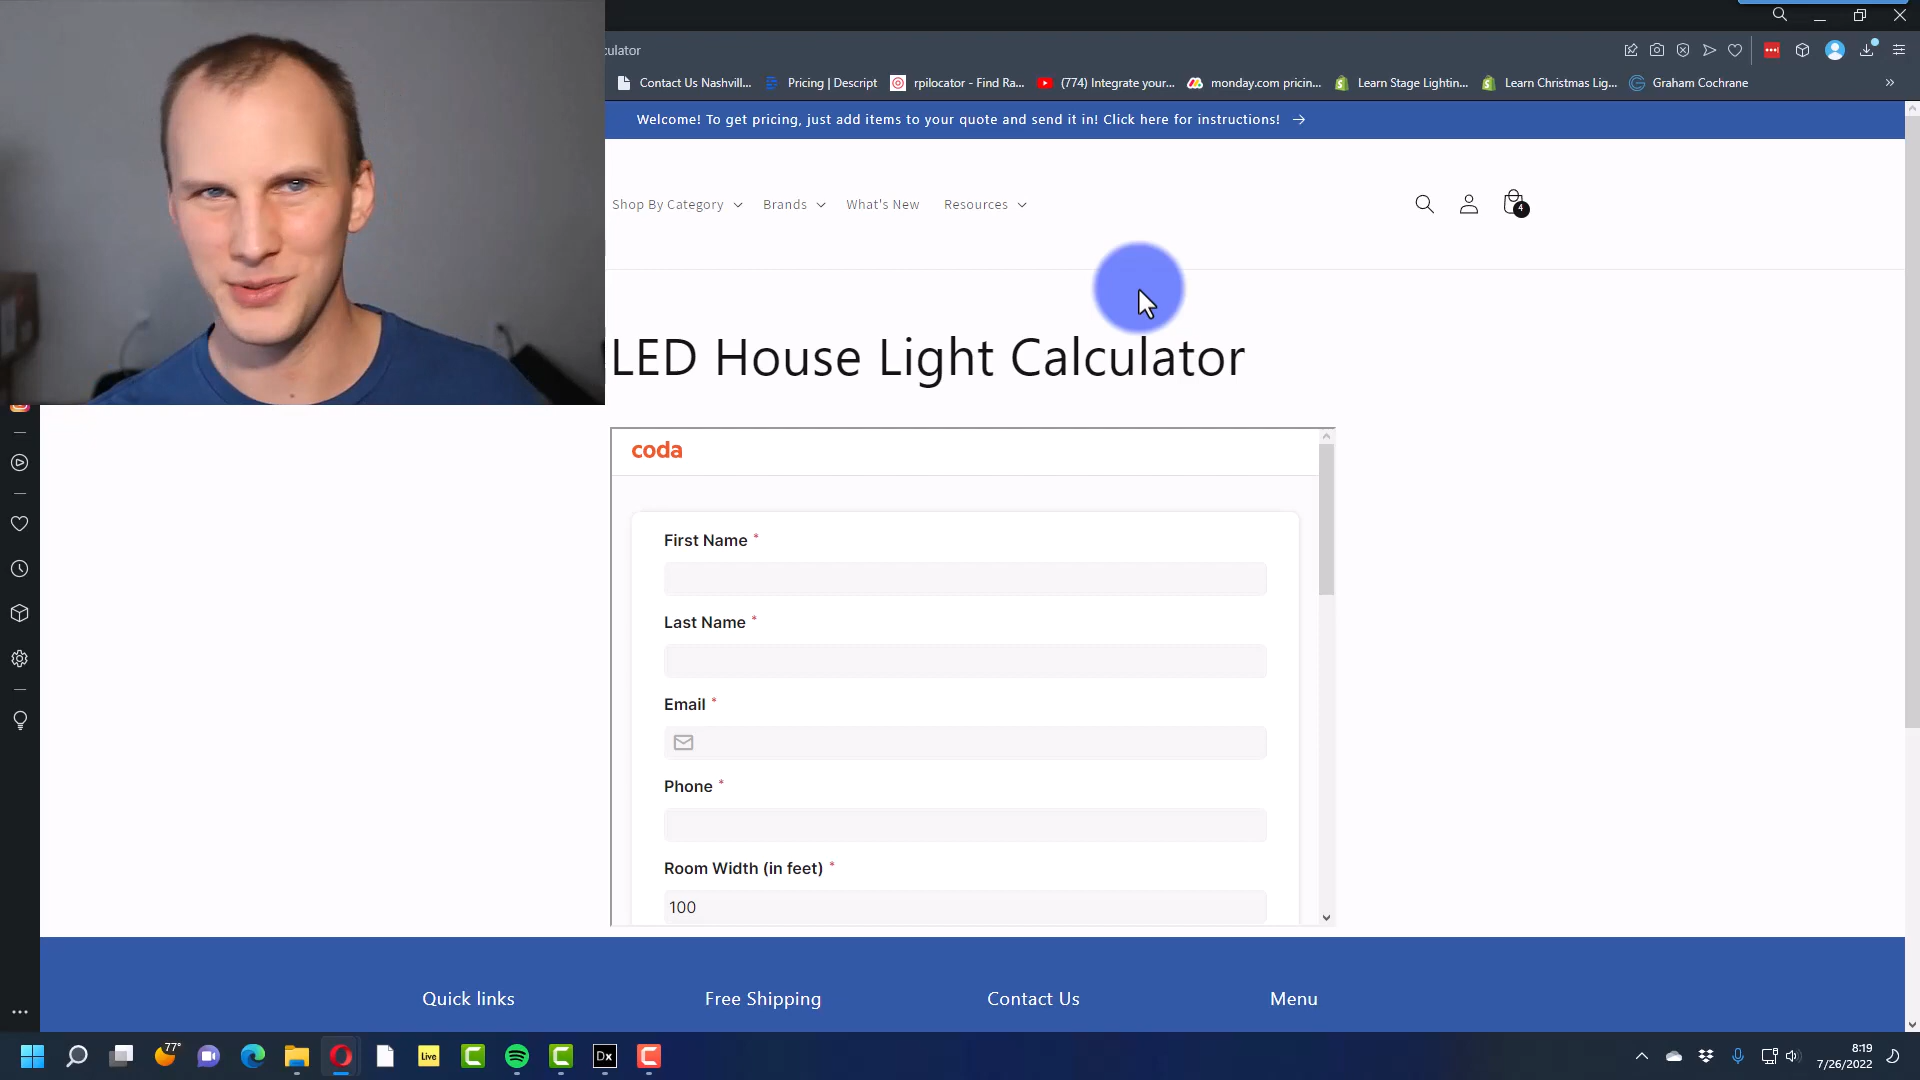 culator
Contact Us Nashvill...
Pricing | Descript
rpilocator - Find Ra...
(774) Integrate your...
monday.com pricin...
Learn Stage Lightin...
Learn Christmas Lig...
Graham Cochrane
Welcome! To get pricing, just add items to your quote and send it in! Click here for instructions!
Shop By Category
Brands
What's New
Resources
4
LED House Light Calculator
coda
First Name *
Last Name *
Email *
Phone *
Room Width (in feet) *
100
Quick links
Free Shipping
Contact Us
Menu
77°
Live
Dx
8:19
7/26/2022